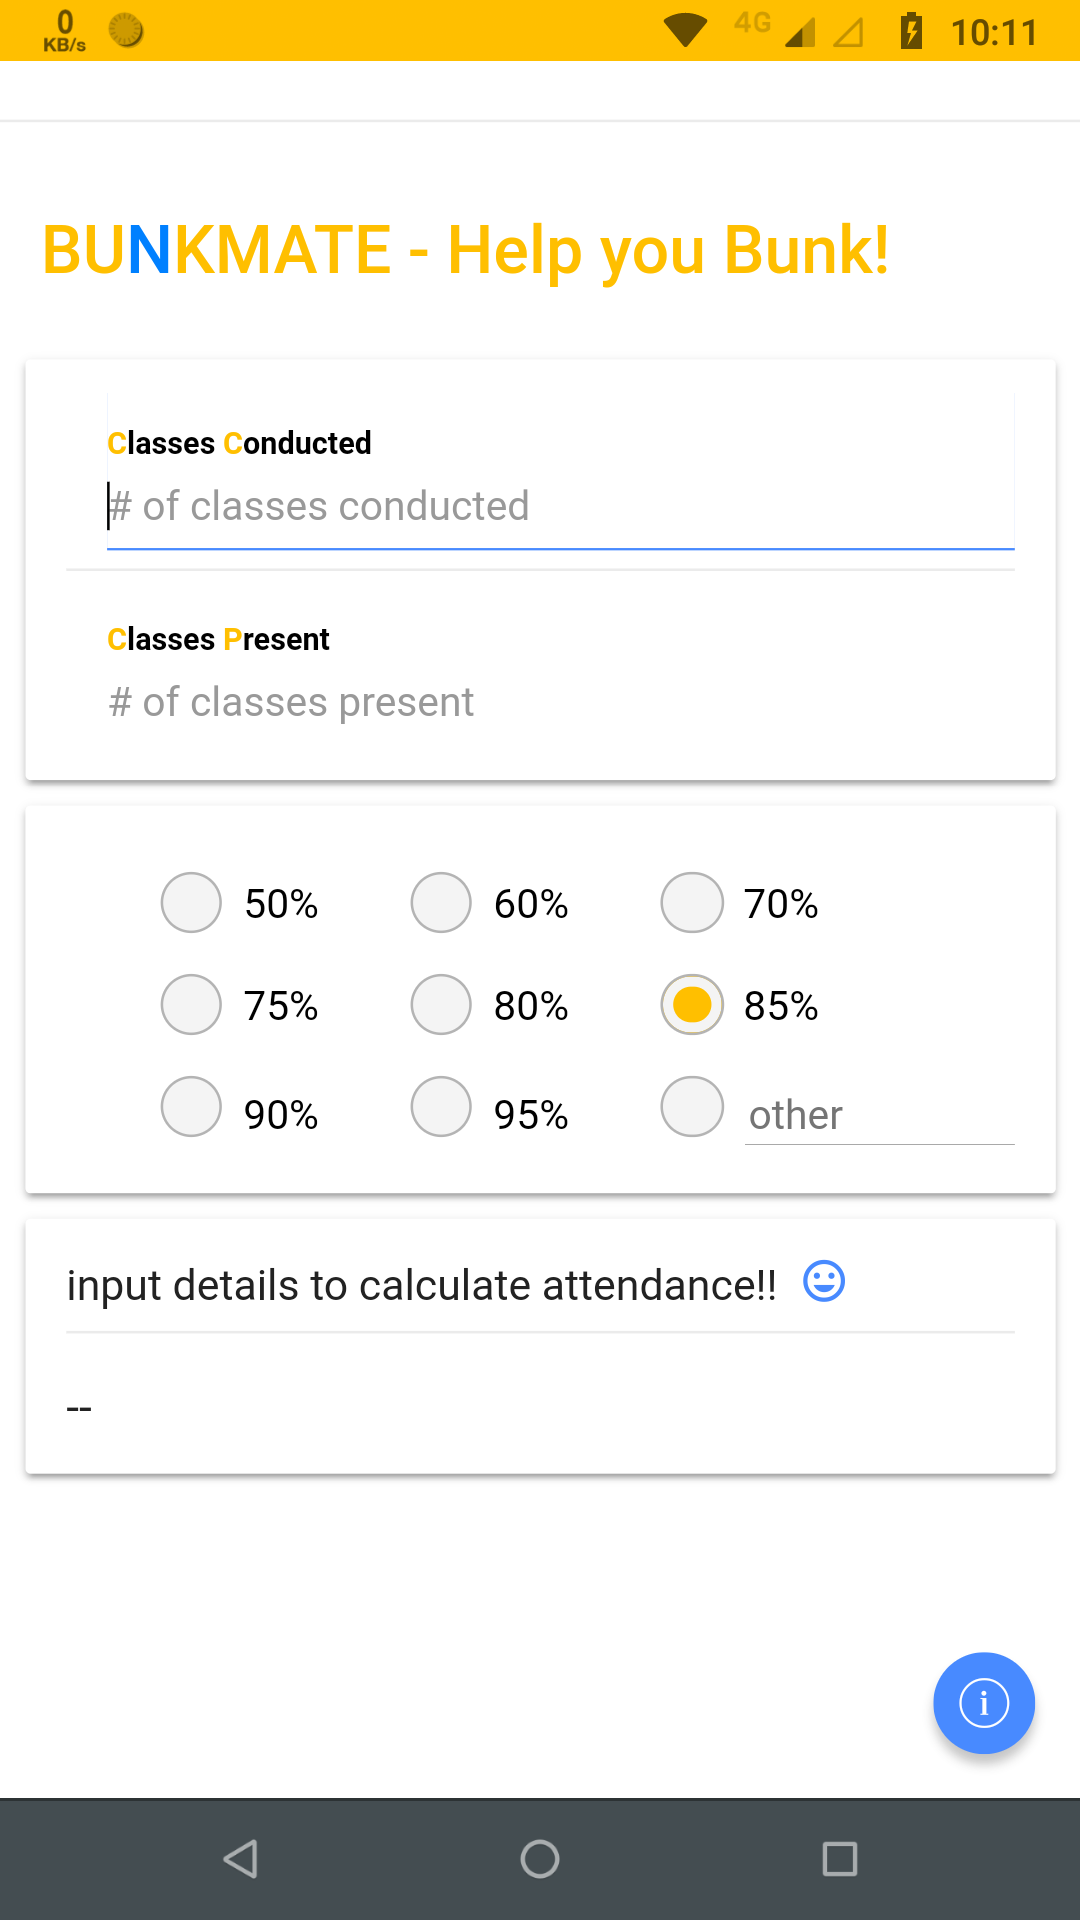 0
KB/s
4G
10:11
BUNKMATE - Help you Bunk!
Classes Conducted
# of classes conducted
Classes Present
# of classes present
50% 60% 70%
75% 80% 85%
90% 95% other
input details to calculate attendance!!
--
i